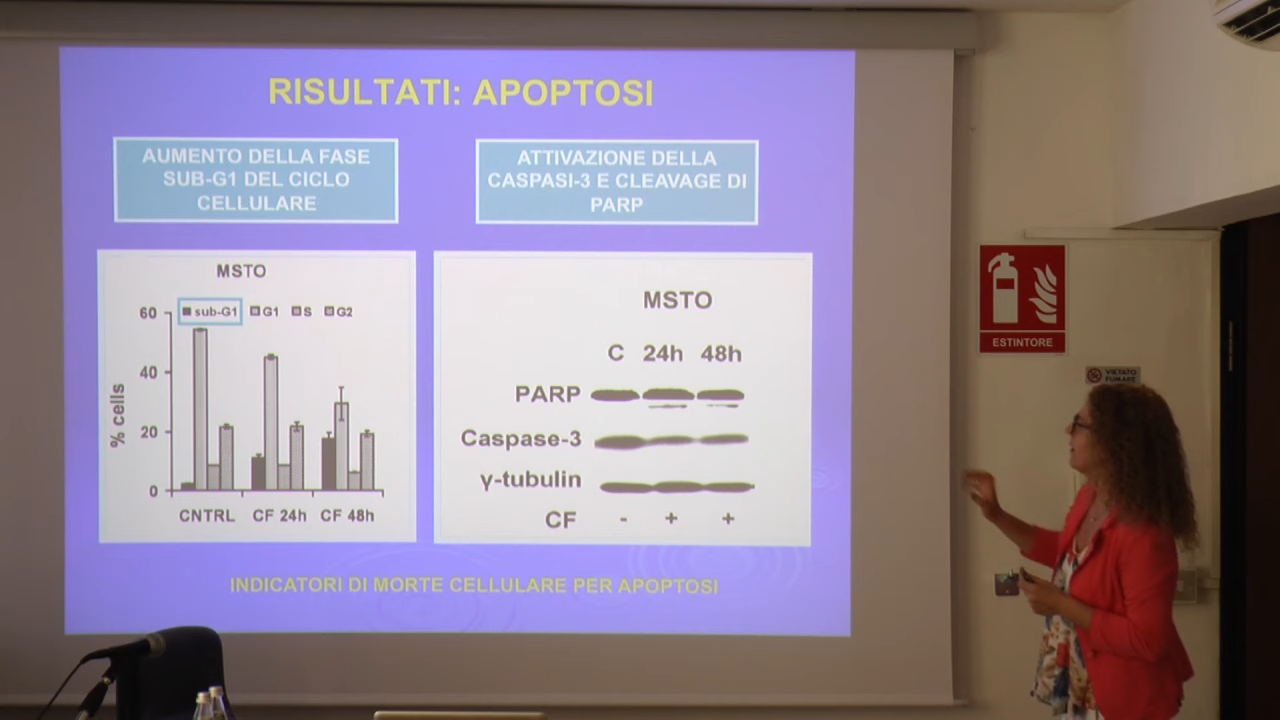 RISULTATI: APOPTOSI
AUMENTO DELLA FASE
SUB-G1 DEL CICLO
CELLULARE
ATTIVAZIONE DELLA
CASPASI-3 E CLEAVAGE DI
PARP
MSTO
sub-G1 G1 S G2
60
40
20
0
% cells
CNTRL CF 24h CF 48h
MSTO
C 24h 48h
PARP
Caspase-3
γ-tubulin
CF - + +
INDICATORI DI MORTE CELLULARE PER APOPTOSI
ESTINTORE
VIETATO
FUMARE